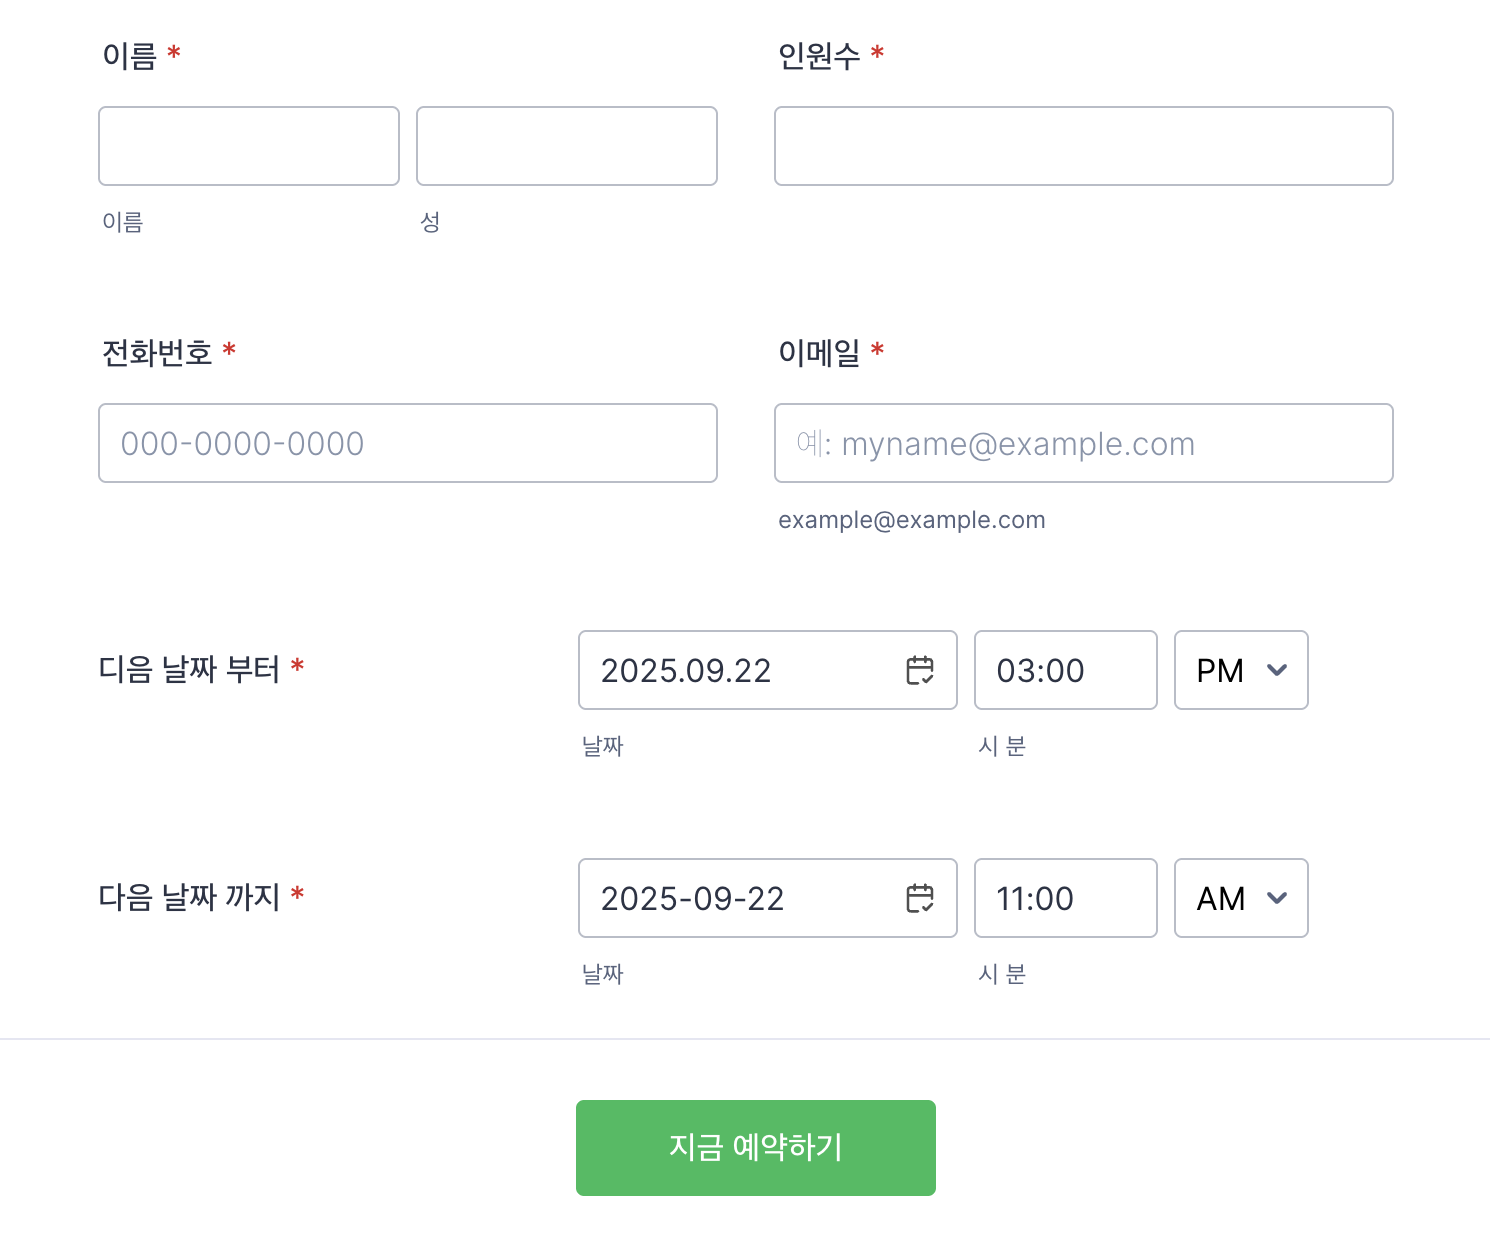 이름 *
인원수 *
이름
성
전화번호 *
이메일 *
000-0000-0000
예: myname@example.com
example@example.com
디음 날짜 부터 *
2025.09.22
03:00
PM
날짜
시 분
다음 날짜 까지 *
2025-09-22
11:00
AM
날짜
시 분
지금 예약하기